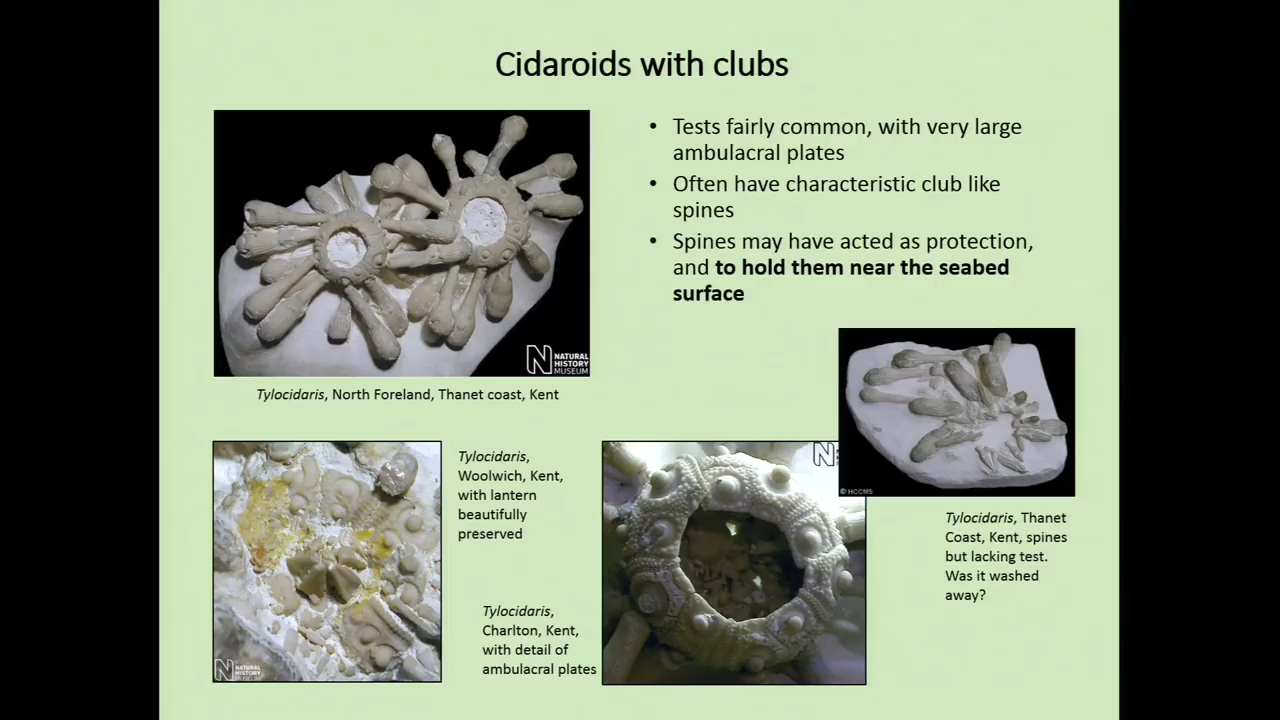 Cidaroids with clubs
• Tests fairly common, with very large
ambulacral plates
• Often have characteristic club like
spines
• Spines may have acted as protection,
and to hold them near the seabed
surface
N NATURAL
HISTORY
MUSEUM
Tylocidaris, North Foreland, Thanet coast, Kent
© HCCMS
Tylocidaris,
Woolwich, Kent,
with lantern
beautifully
preserved
N
Tylocidaris, Thanet
Coast, Kent, spines
but lacking test.
Was it washed
away?
Tylocidaris,
Charlton, Kent,
with detail of
ambulacral plates
N NATURAL
HISTORY
MUSEUM